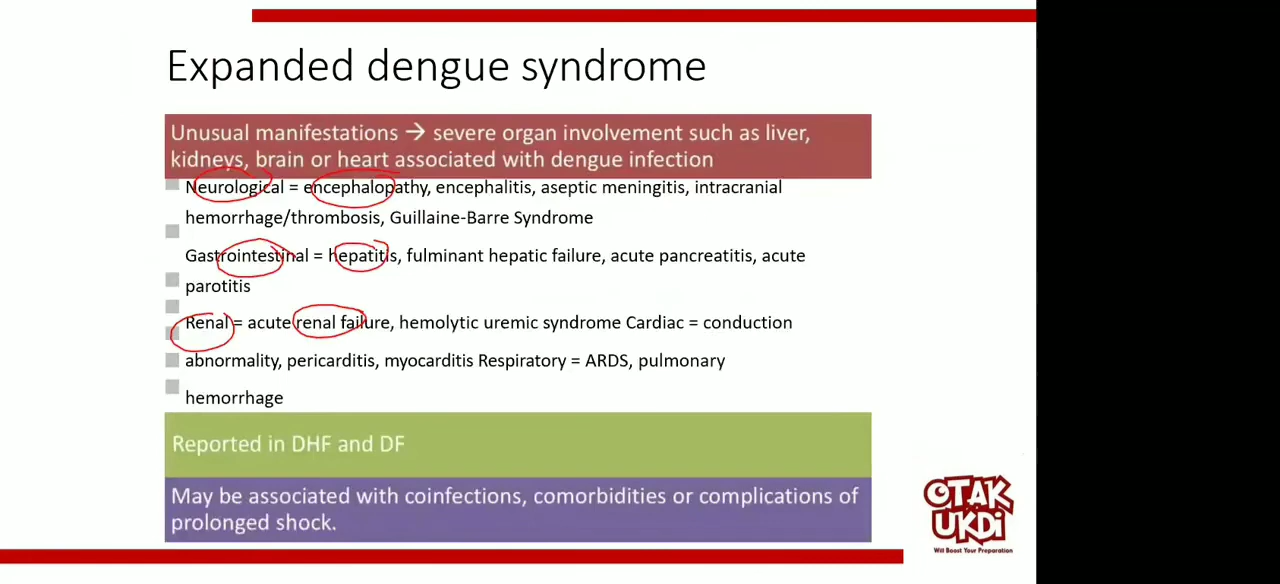 Expanded dengue syndrome
Unusual manifestations → severe organ involvement such as liver,
kidneys, brain or heart associated with dengue infection
Neurological = encephalopathy, encephalitis, aseptic meningitis, intracranial
hemorrhage/thrombosis, Guillaine-Barre Syndrome
Gastrointestinal = hepatitis, fulminant hepatic failure, acute pancreatitis, acute
parotitis
Renal = acute renal failure, hemolytic uremic syndrome Cardiac = conduction
abnormality, pericarditis, myocarditis Respiratory = ARDS, pulmonary
hemorrhage
Reported in DHF and DF
May be associated with coinfections, comorbidities or complications of
prolonged shock.
OTAK
UKDi
Will Boost Your Preparation